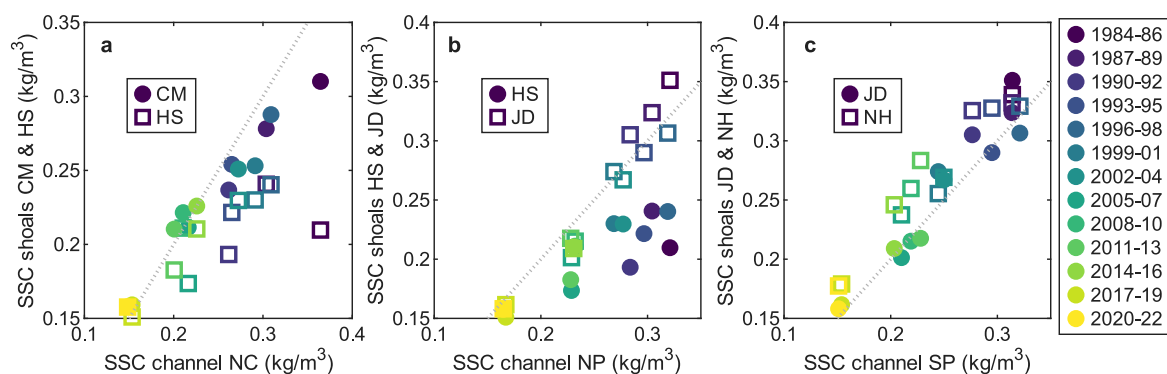 a
CM
HS
0.35
0.3
0.25
0.2
0.15
0.1
0.2
0.3
0.4
SSC shoals CM & HS (kg/m³)
SSC channel NC (kg/m³)
b
HS
JD
0.4
0.35
0.3
0.25
0.2
0.15
0.1
0.2
0.3
SSC shoals HS & JD (kg/m³)
SSC channel NP (kg/m³)
c
JD
NH
0.4
0.35
0.3
0.25
0.2
0.15
0.1
0.2
0.3
SSC shoals JD & NH (kg/m³)
SSC channel SP (kg/m³)
1984-86
1987-89
1990-92
1993-95
1996-98
1999-01
2002-04
2005-07
2008-10
2011-13
2014-16
2017-19
2020-22